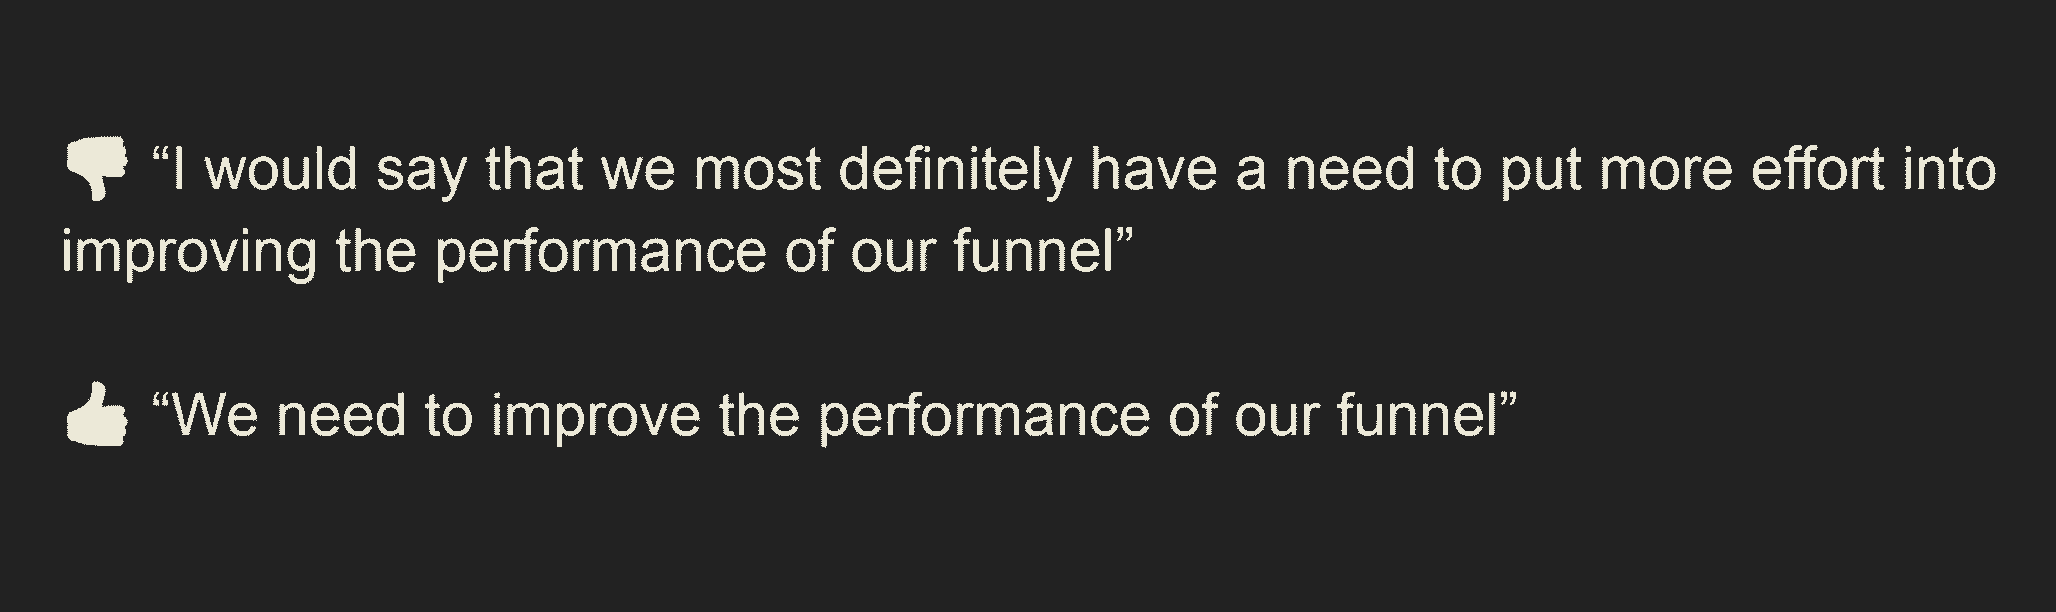 👎 “I would say that we most definitely have a need to put more effort into
improving the performance of our funnel”
👍 “We need to improve the performance of our funnel”